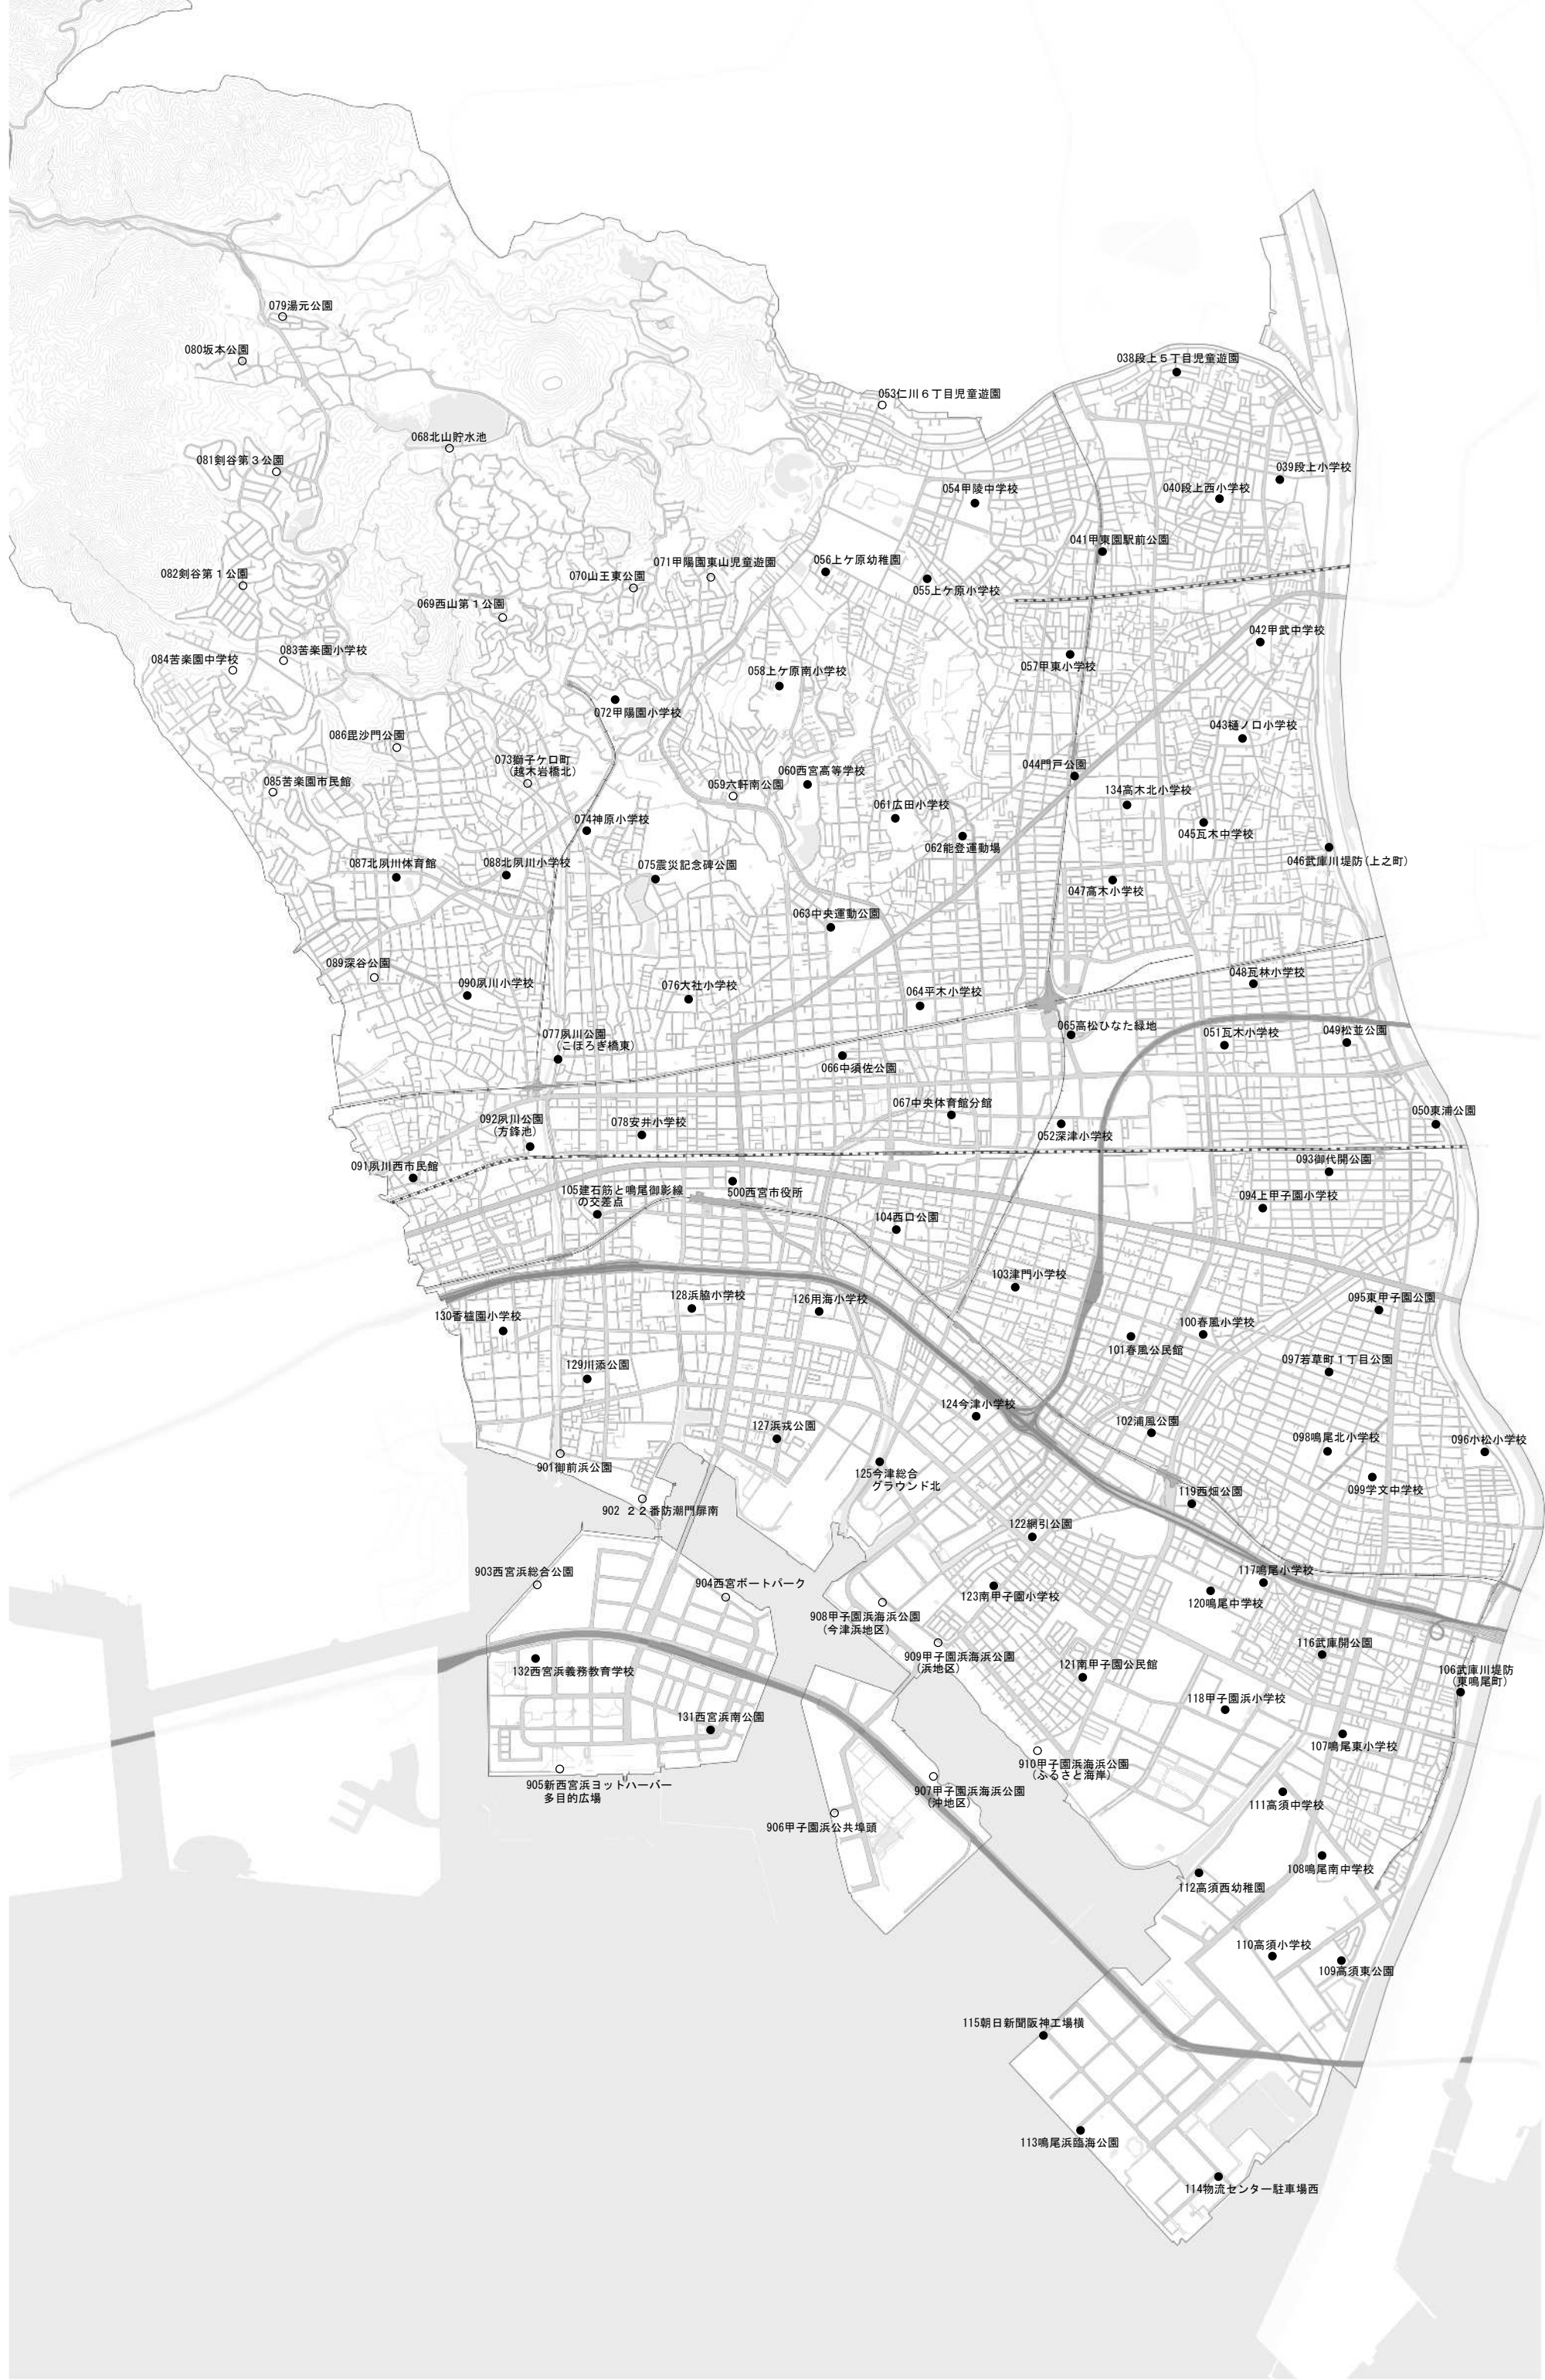 079湯元公園
080坂本公園
038段上５丁目児童遊園
053仁川６丁目児童遊園
068北山貯水池
081剣谷第３公園
039段上小学校
040段上西小学校
054甲陵中学校
041甲東園駅前公園
056上ケ原幼稚園
071甲陽園東山児童遊園
082剣谷第１公園
070山王東公園
055上ケ原小学校
069西山第１公園
042甲武中学校
083苦楽園小学校
084苦楽園中学校
057甲東小学校
058上ケ原南小学校
072甲陽園小学校
043樋ノ口小学校
086毘沙門公園
073獅子ケ口町
（越木岩橋北）
044門戸公園
060西宮高等学校
085苦楽園市民館
059六軒南公園
134高木北小学校
061広田小学校
074神原小学校
045瓦木中学校
062能登運動場
046武庫川堤防(上之町)
087北夙川体育館
088北夙川小学校
075震災記念碑公園
047高木小学校
063中央運動公園
089深谷公園
048瓦林小学校
090夙川小学校
076大社小学校
064平木小学校
065高松ひなた緑地
051瓦木小学校
049松並公園
077夙川公園
（こほろぎ橋東）
066中須佐公園
067中央体育館分館
050東浦公園
092夙川公園
（方鋒池）
078安井小学校
052深津小学校
093御代開公園
091夙川西市民館
105建石筋と鳴尾御影線
の交差点
500西宮市役所
094上甲子園小学校
104西口公園
103津門小学校
128浜脇小学校
126用海小学校
095東甲子園公園
130香櫨園小学校
100春風小学校
101春風公民館
129川添公園
097若草町１丁目公園
124今津小学校
127浜戎公園
102浦風公園
098鳴尾北小学校
096小松小学校
901御前浜公園
125今津総合
グラウンド北
099学文中学校
119西畑公園
902 ２２番防潮門扉南
122網引公園
903西宮浜総合公園
117鳴尾小学校
904西宮ポートパーク
123南甲子園小学校
120鳴尾中学校
908甲子園浜海浜公園
（今津浜地区）
116武庫開公園
909甲子園浜海浜公園
（浜地区）
121南甲子園公民館
132西宮浜義務教育学校
106武庫川堤防
（東鳴尾町）
118甲子園浜小学校
131西宮浜南公園
107鳴尾東小学校
910甲子園浜海浜公園
（ふるさと海岸）
905新西宮浜ヨットハーバー
多目的広場
907甲子園浜海浜公園
（沖地区）
111高須中学校
906甲子園浜公共埠頭
108鳴尾南中学校
112高須西幼稚園
110高須小学校
109高須東公園
115朝日新聞阪神工場横
113鳴尾浜臨海公園
114物流センター駐車場西